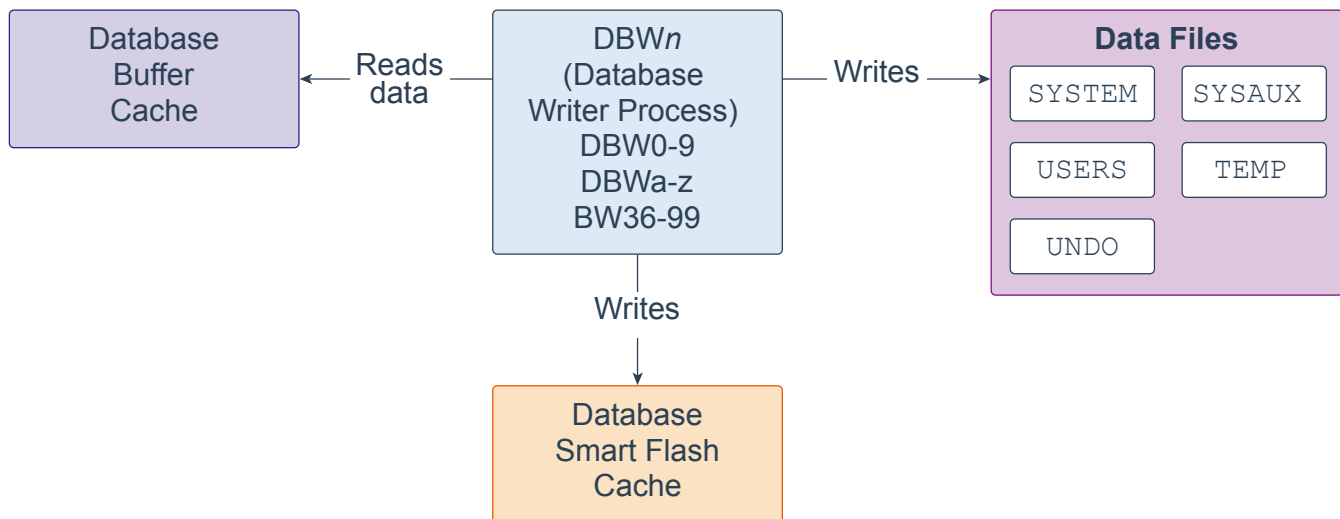 Database
Buffer
Cache
Reads
data
DBWn
(Database
Writer Process)
DBW0-9
DBWa-z
BW36-99
Writes
Data Files
SYSTEM
SYSAUX
USERS
TEMP
UNDO
Writes
Database
Smart Flash
Cache